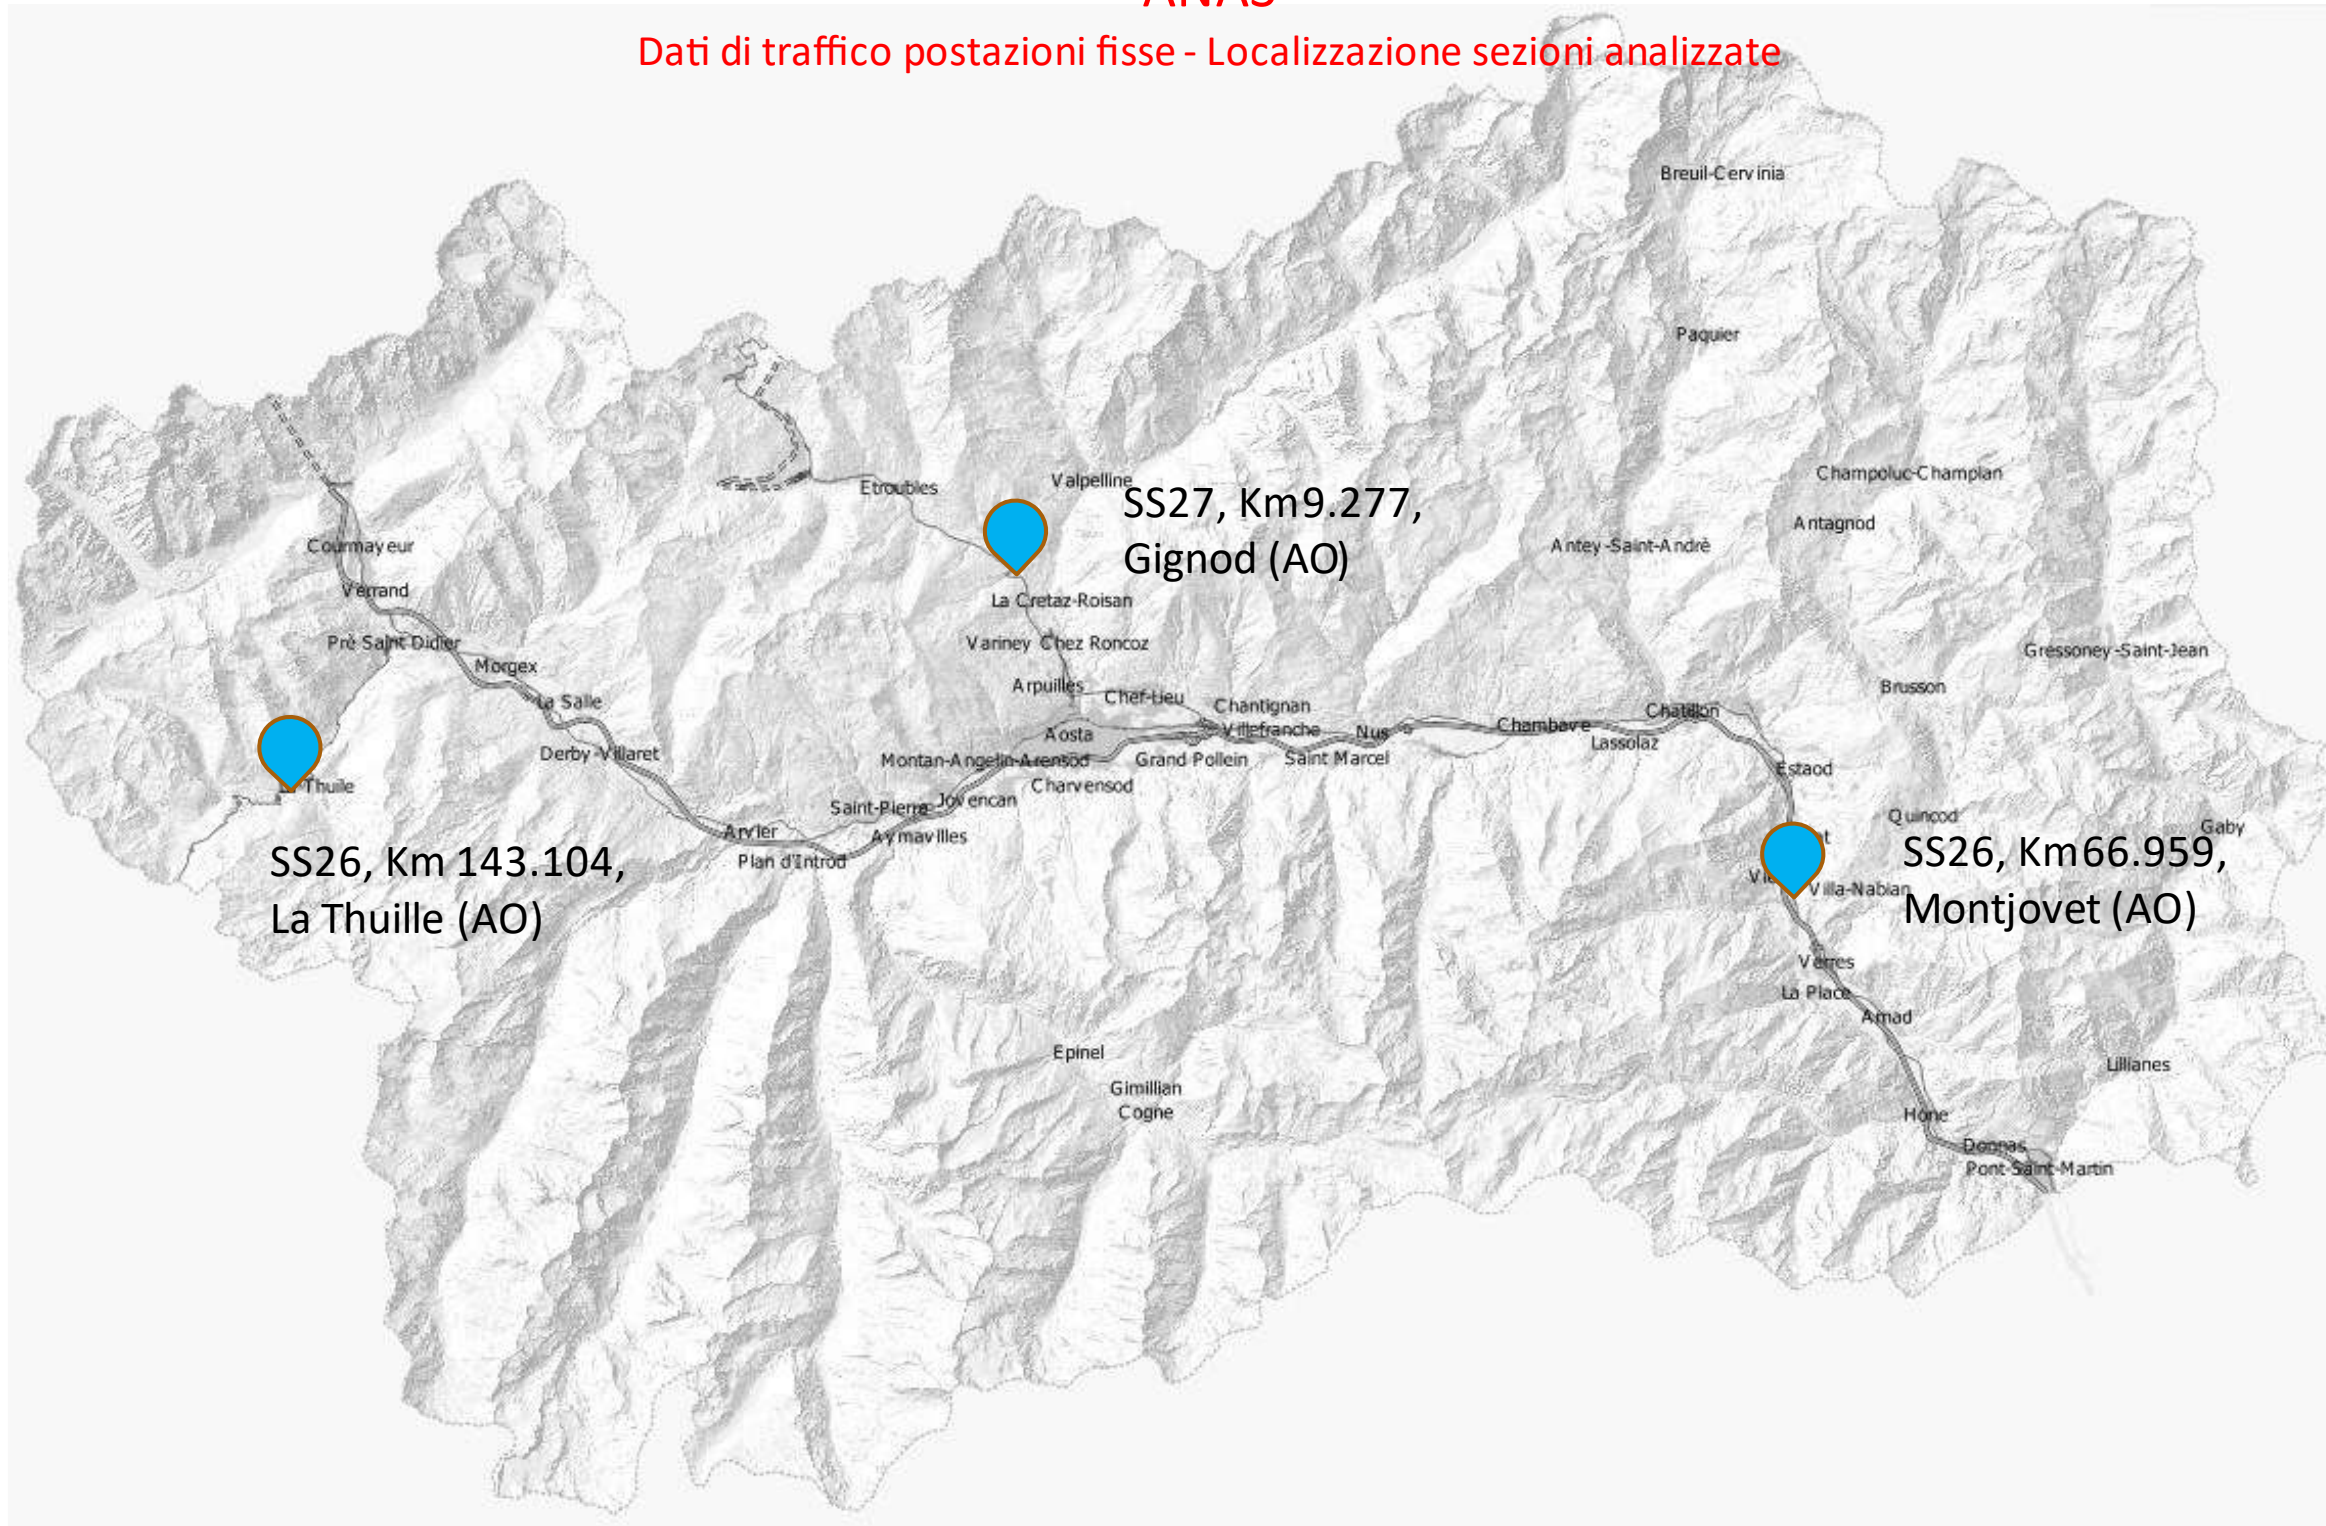 ANAS
Dati di traffico postazioni fisse - Localizzazione sezioni analizzate
Breuil-Cervinia
Paquier
Champoluc-Champlan
Valpelline
Etroubles
SS27, Km9.277,
Gignod (AO)
Antagnod
Courmayeur
Antey-Saint-Andrè
Verrand
La Cretaz-Roisan
Prè Saint Didier
Variney Chez Roncoz
Gressoney-Saint-Jean
Morgex
Arpuilles
Chef-Lieu
Brusson
La Salle
Chantignan
Chatillon
Aosta
Villefranche
Nus
Chambave
Lassolaz
Derby-Villaret
Montan-Angelin-Arensod
Grand Pollein
Saint Marcel
Estaod
Thuile
Charvensod
Saint-Pierre
Jovencan
Quincod
Gaby
Arvier
Aymavilles
SS26, Km 143.104,
La Thuille (AO)
Plan d'Introd
SS26, Km66.959,
Montjovet (AO)
Villa-Nabian
Verres
La Place
Arnad
Epinel
Lillianes
Gimillian
Cogne
Hone
Donnas
Pont-Saint-Martin